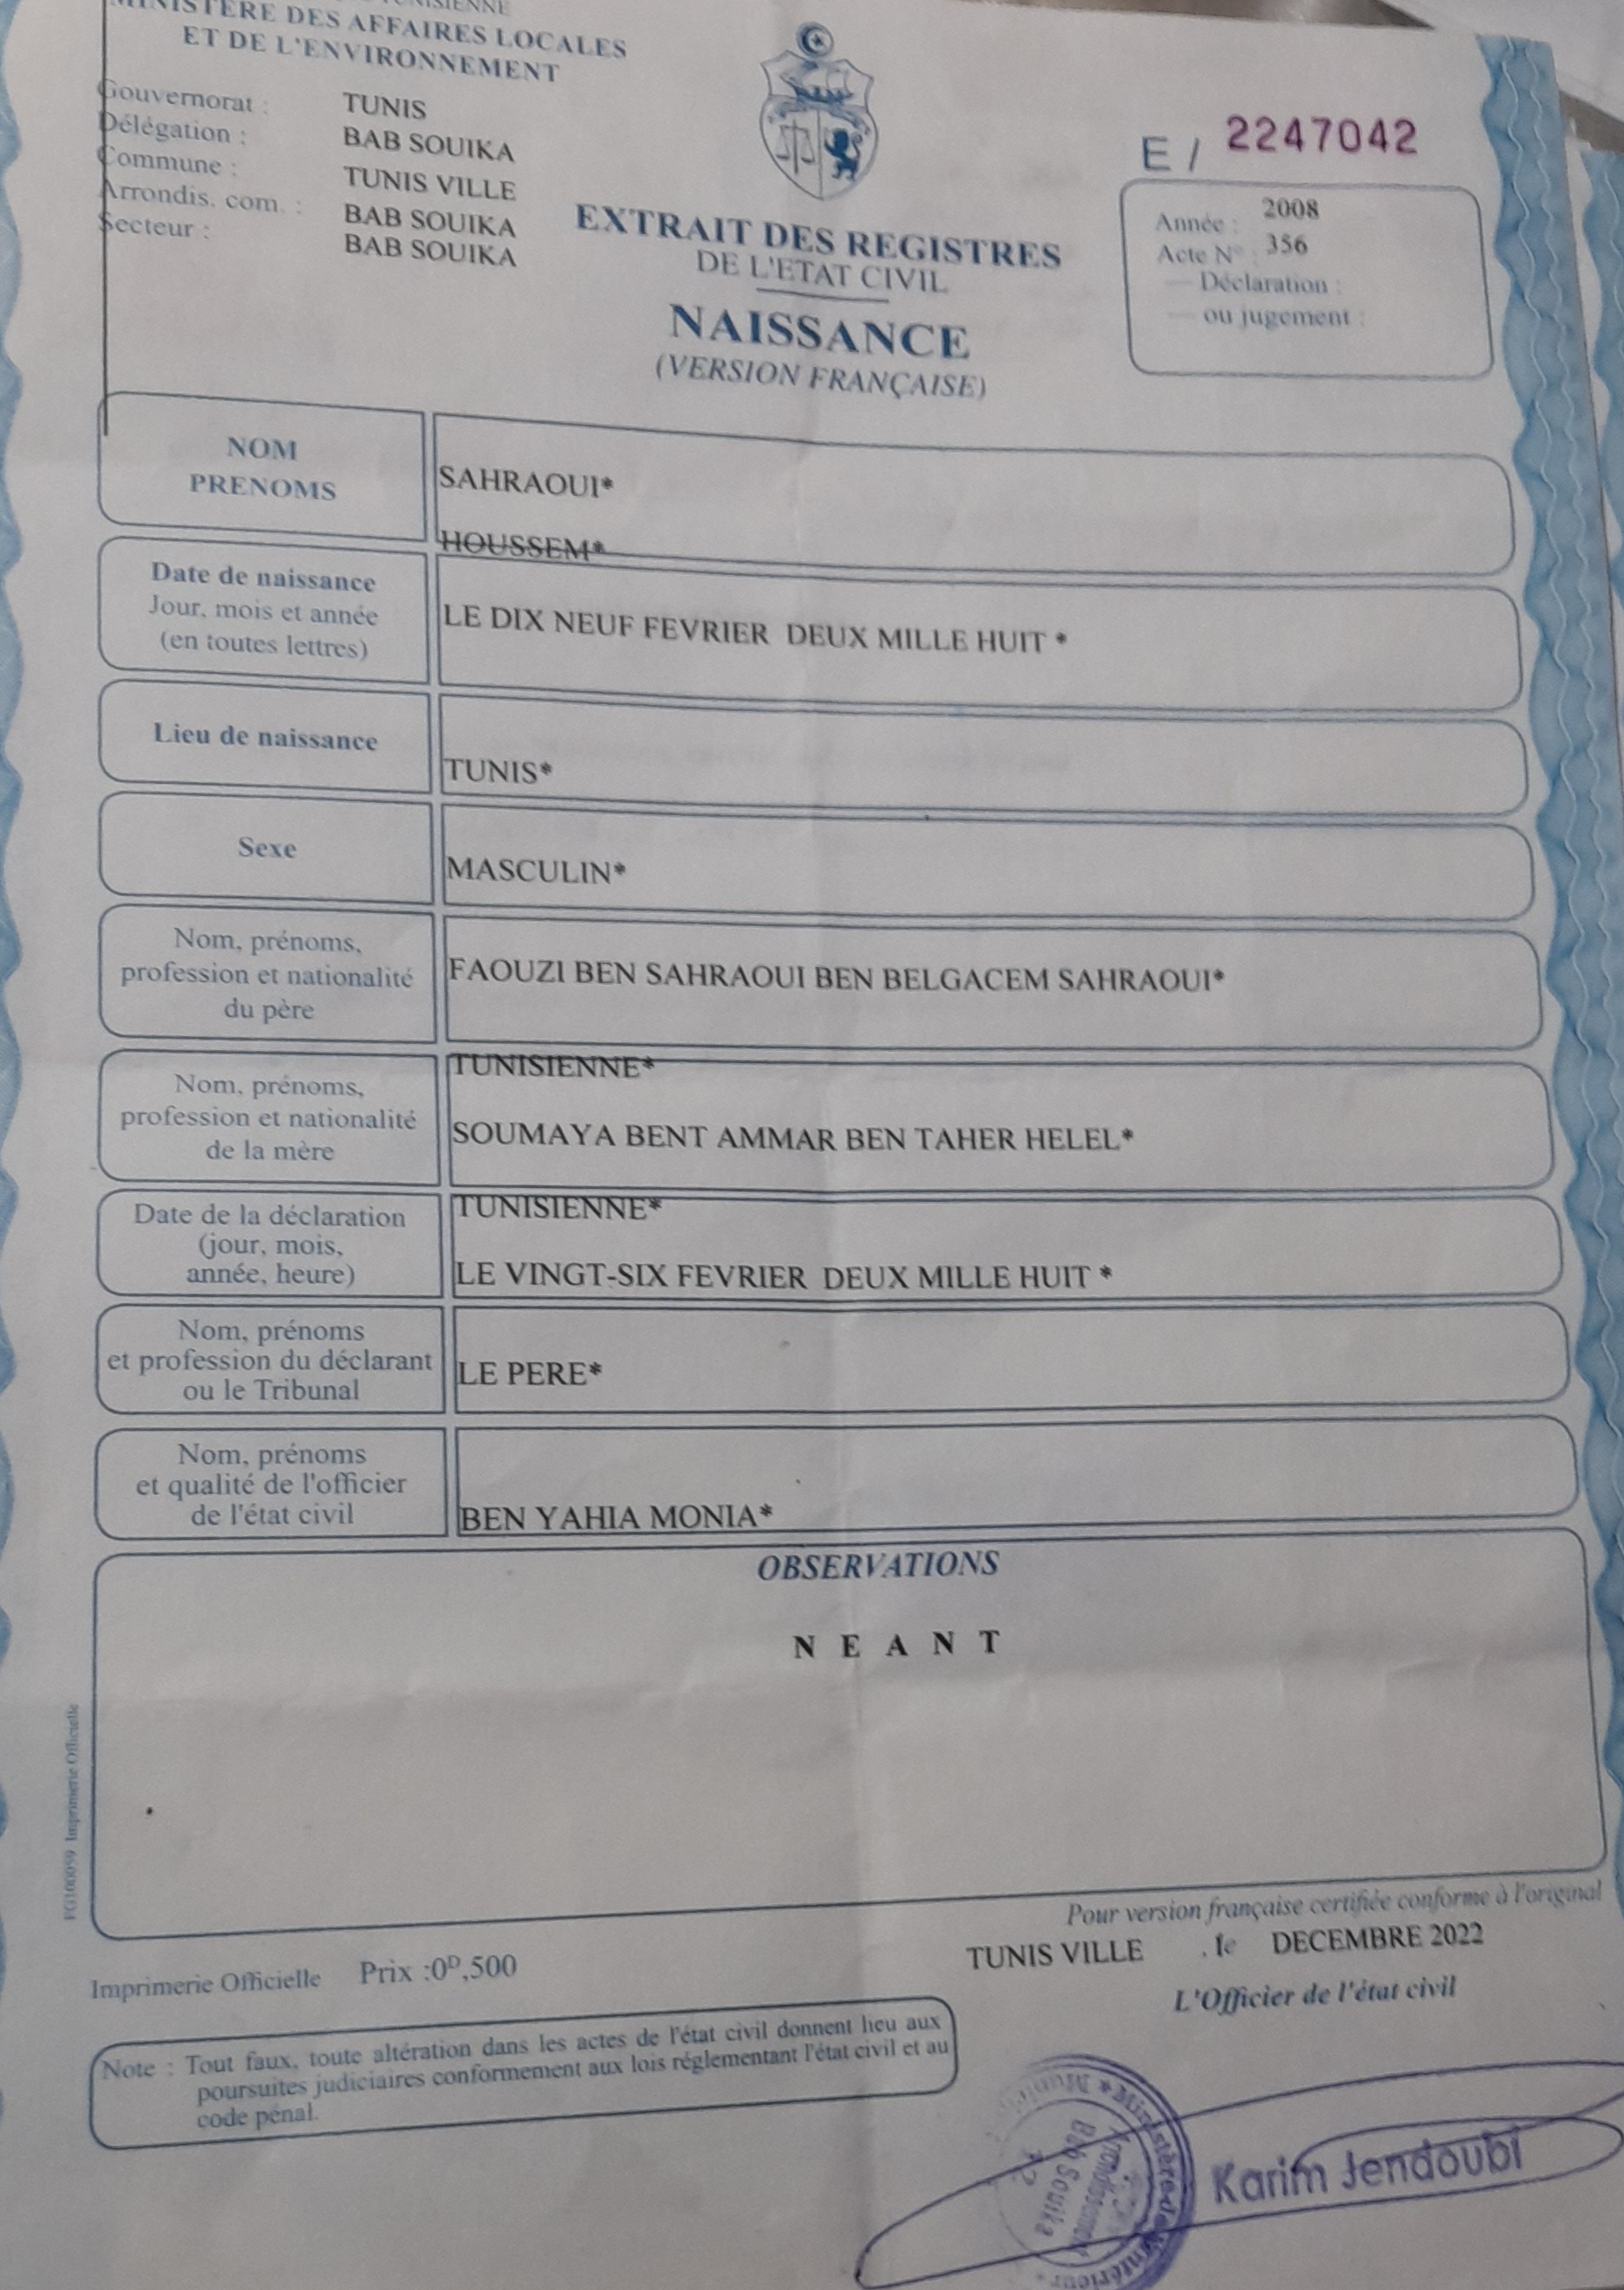 MINISTERE DES AFFAIRES LOCALES
ET DE L'ENVIRONNEMENT
Gouvernorat : TUNIS
Délégation : BAB SOUIKA
Commune : TUNIS VILLE
Arrondis. com. : BAB SOUIKA
Secteur : BAB SOUIKA
E / 2247042
Année : 2008
Acte N° : 356
— Déclaration :
— ou jugement :
EXTRAIT DES REGISTRES
DE L'ETAT CIVIL
NAISSANCE
(VERSION FRANÇAISE)
NOM
PRENOMS
SAHRAOUI*
HOUSSEM*
Date de naissance
Jour, mois et année
(en toutes lettres)
LE DIX NEUF FEVRIER DEUX MILLE HUIT *
Lieu de naissance
TUNIS*
Sexe
MASCULIN*
Nom, prénoms,
profession et nationalité
du père
FAOUZI BEN SAHRAOUI BEN BELGACEM SAHRAOUI*
TUNISIENNE*
Nom, prénoms,
profession et nationalité
de la mère
SOUMAYA BENT AMMAR BEN TAHER HELEL*
TUNISIENNE*
Date de la déclaration
(jour, mois,
année, heure)
LE VINGT-SIX FEVRIER DEUX MILLE HUIT *
Nom, prénoms
et profession du déclarant
ou le Tribunal
LE PERE*
Nom, prénoms
et qualité de l'officier
de l'état civil
BEN YAHIA MONIA*
OBSERVATIONS
N E A N T
FG100059 Imprimerie Officielle
Pour version française certifiée conforme à l'original
TUNIS VILLE , le DECEMBRE 2022
L'Officier de l'état civil
Imprimerie Officielle Prix :0ᴰ,500
Note : Tout faux, toute altération dans les actes de l'état civil donnent lieu aux
poursuites judiciaires conformement aux lois réglementant l'état civil et au
code pénal.
Ministère de l'intérieur
Arrondissement
Bab Souika
Karim Jendoubi